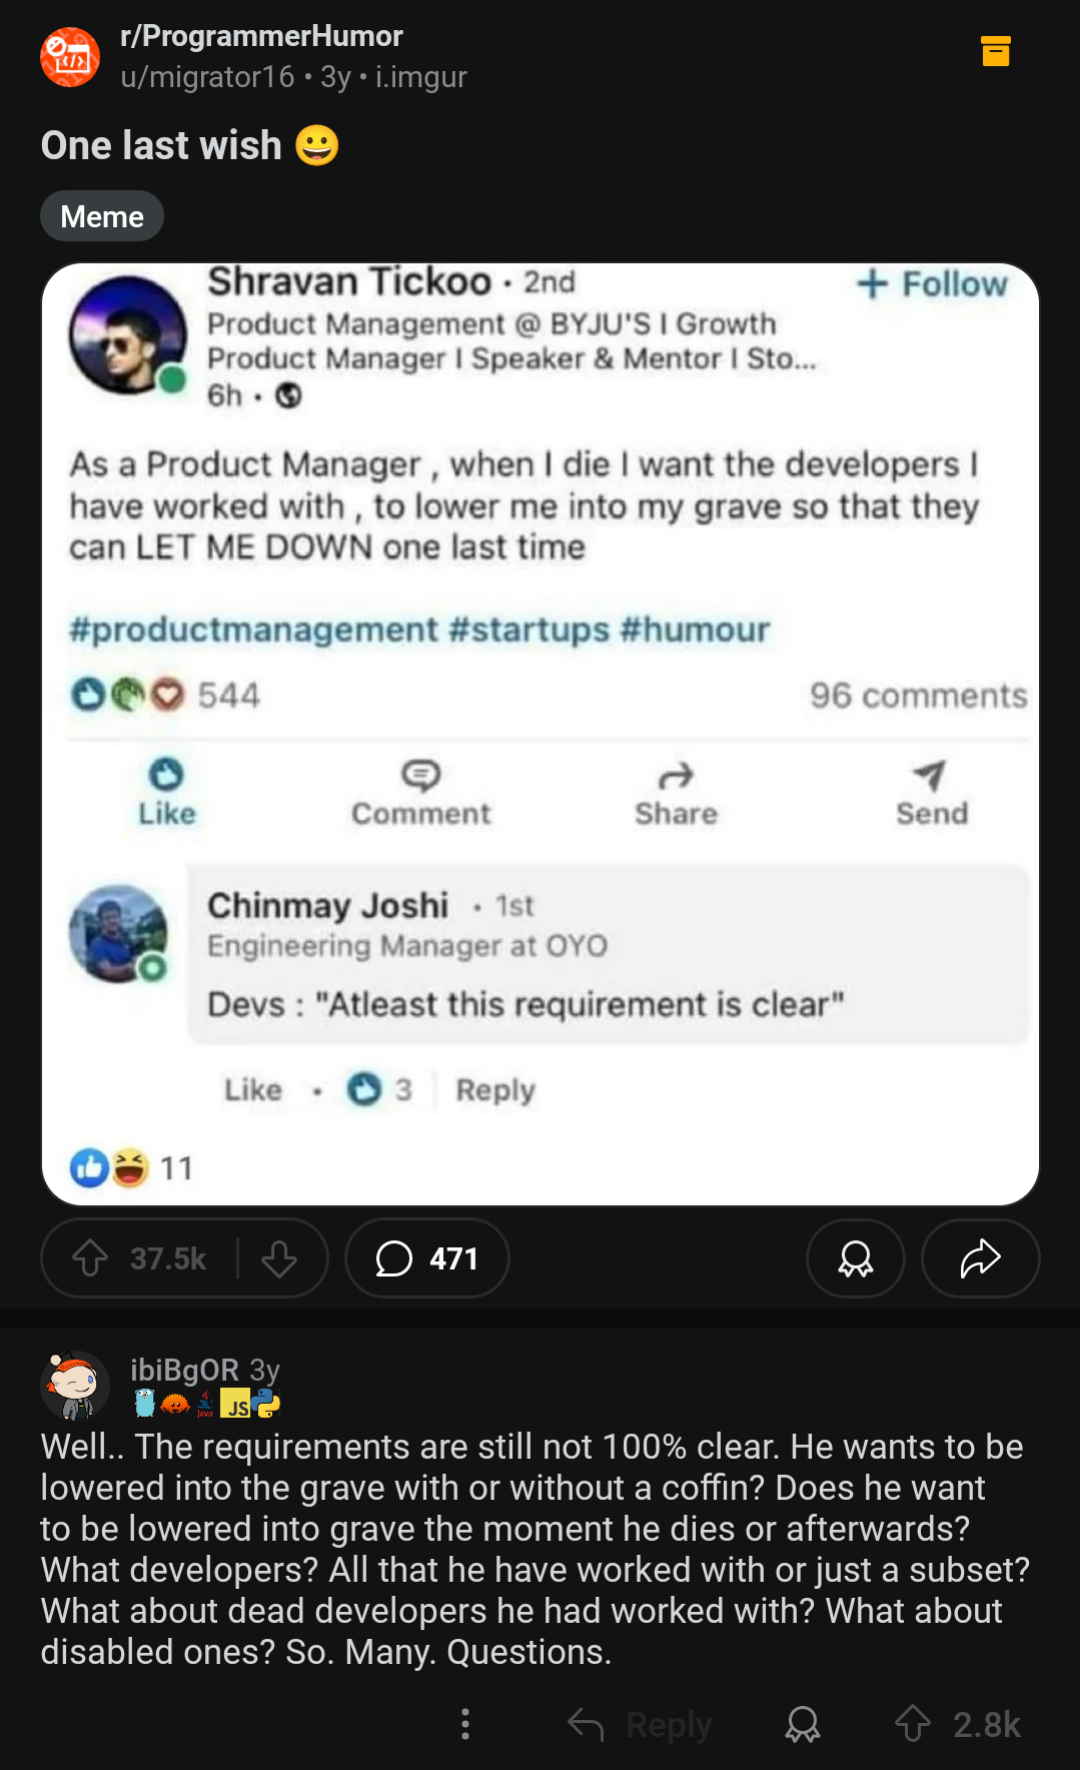 r/ProgrammerHumor
u/migrator16 • 3y • i.imgur
One last wish 😀
Meme
Shravan Tickoo · 2nd
+ Follow
Product Management @ BYJU'S I Growth
Product Manager I Speaker & Mentor I Sto...
6h ·
As a Product Manager , when I die I want the developers I
have worked with , to lower me into my grave so that they
can LET ME DOWN one last time
#productmanagement #startups #humour
544
96 comments
Like
Comment
Share
Send
Chinmay Joshi · 1st
Engineering Manager at OYO
Devs : "Atleast this requirement is clear"
Like · 3 Reply
11
37.5k
471
ibiBgOR 3y
Java JS
Well.. The requirements are still not 100% clear. He wants to be
lowered into the grave with or without a coffin? Does he want
to be lowered into grave the moment he dies or afterwards?
What developers? All that he have worked with or just a subset?
What about dead developers he had worked with? What about
disabled ones? So. Many. Questions.
Reply
2.8k